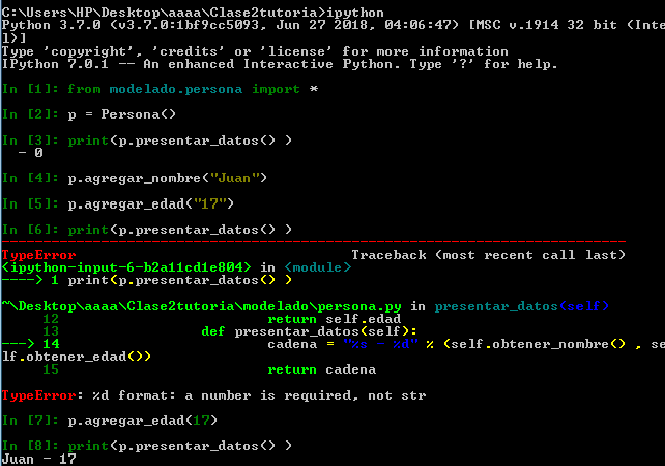 C:\Users\HP\Desktop\aaaa\Clase2tutoria>ipython
Python 3.7.0 (v3.7.0:1bf9cc5093, Jun 27 2018, 04:06:47) [MSC v.1914 32 bit (Inte
l)]
Type 'copyright', 'credits' or 'license' for more information
IPython 7.0.1 -- An enhanced Interactive Python. Type '?' for help.
In [1]: from modelado.persona import *
In [2]: p = Persona()
In [3]: print(p.presentar_datos() )
 - 0
In [4]: p.agregar_nombre("Juan")
In [5]: p.agregar_edad("17")
In [6]: print(p.presentar_datos() )
---------------------------------------------------------------------------
TypeError                                 Traceback (most recent call last)
<ipython-input-6-b2a11cd1e804> in <module>
----> 1 print(p.presentar_datos() )
~\Desktop\aaaa\Clase2tutoria\modelado\persona.py in presentar_datos(self)
     12                         return self.edad
     13                 def presentar_datos(self):
---> 14                         cadena = "%s - %d" % (self.obtener_nombre() , se
lf.obtener_edad())
     15                         return cadena
TypeError: %d format: a number is required, not str
In [7]: p.agregar_edad(17)
In [8]: print(p.presentar_datos() )
Juan - 17